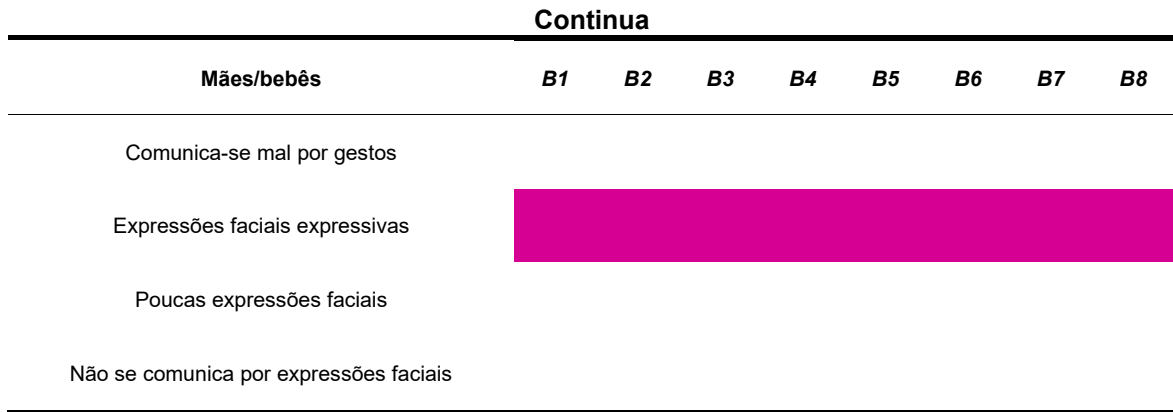 Continua
Mães/bebês B1 B2 B3 B4 B5 B6 B7 B8
Comunica-se mal por gestos
Expressões faciais expressivas
Poucas expressões faciais
Não se comunica por expressões faciais